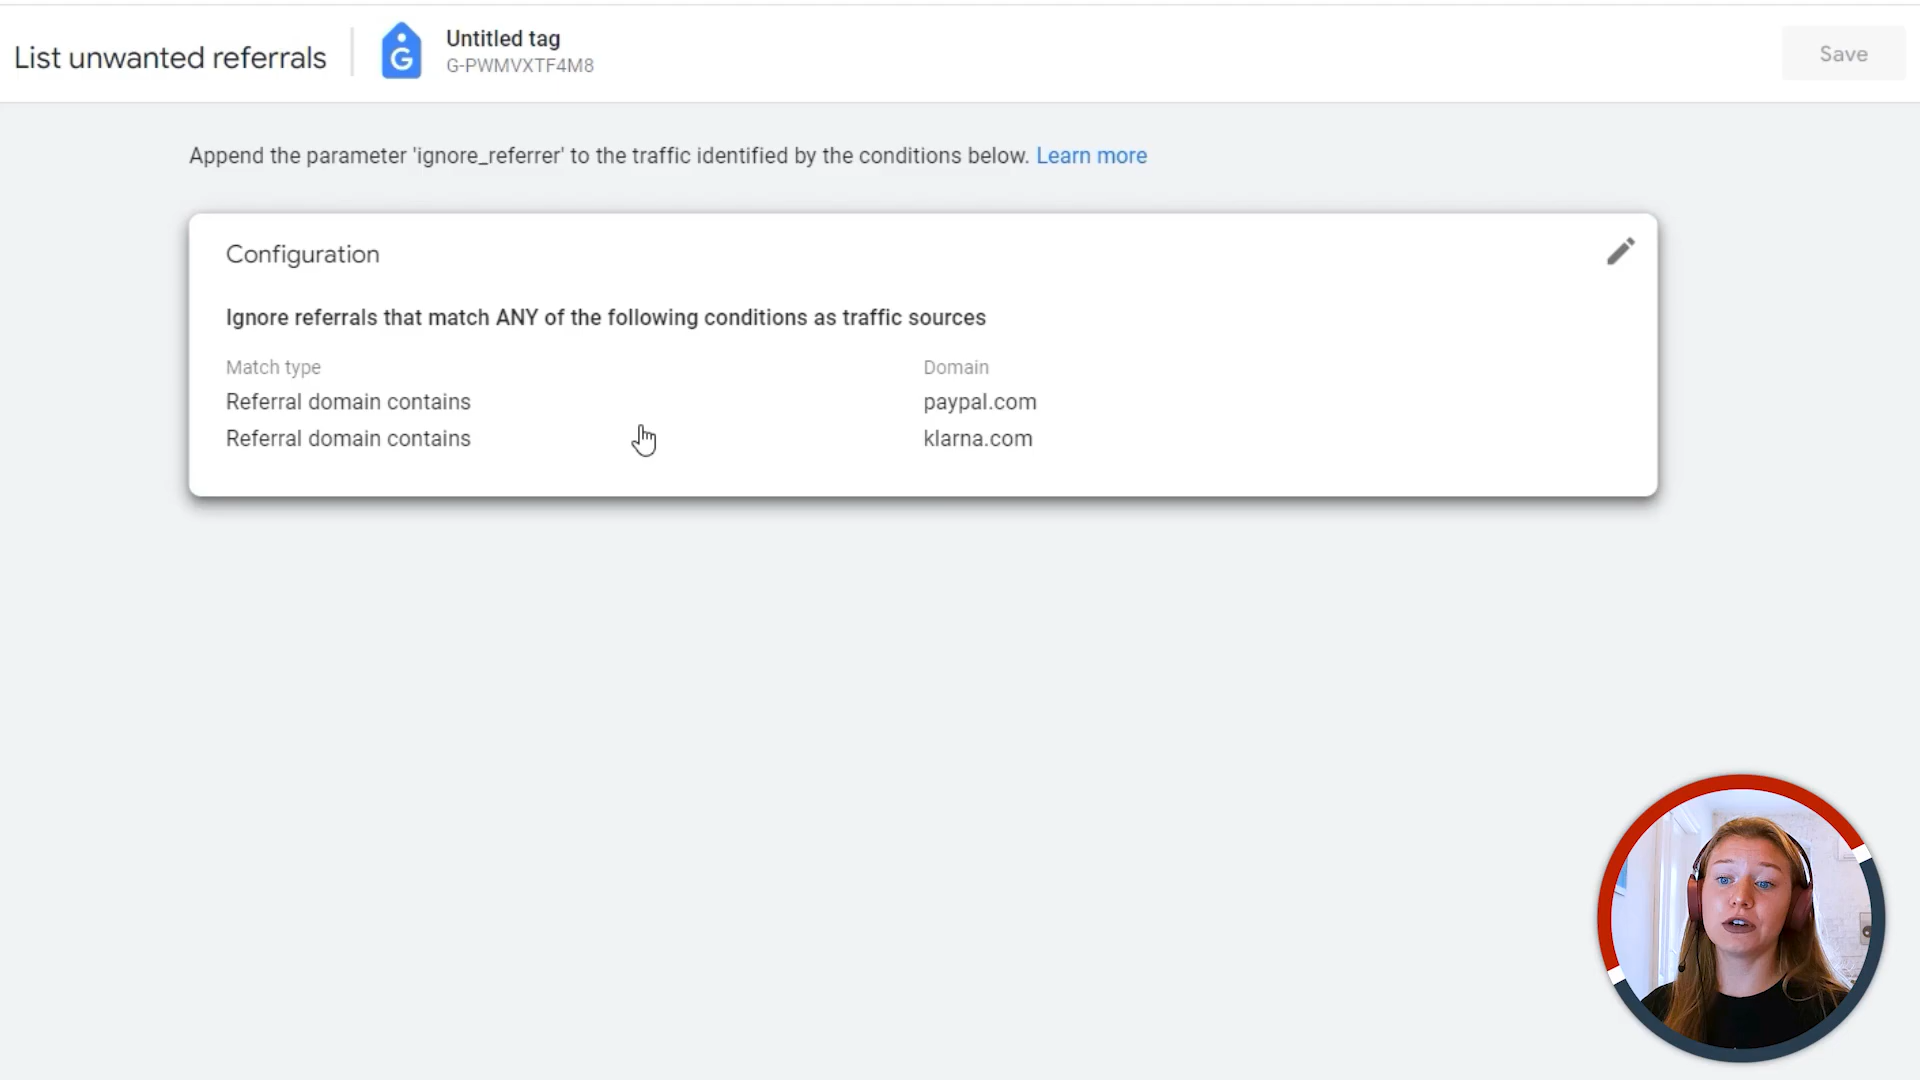 List unwanted referrals
G
Untitled tag
G-PWMVXTF4M8
Save
Append the parameter 'ignore_referrer' to the traffic identified by the conditions below. Learn more
Configuration
Ignore referrals that match ANY of the following conditions as traffic sources
Match type
Domain
Referral domain contains
paypal.com
Referral domain contains
klarna.com